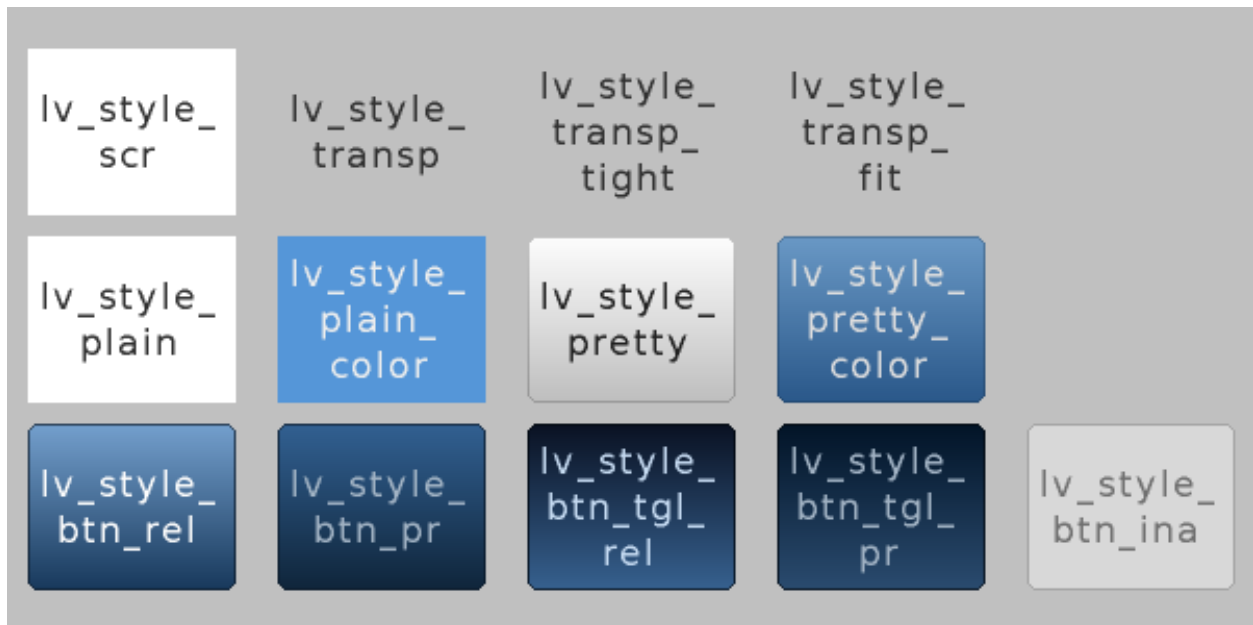 lv_style_
scr
lv_style_
transp
lv_style_
transp_
tight
lv_style_
transp_
fit
lv_style_
plain
lv_style_
plain_
color
lv_style_
pretty
lv_style_
pretty_
color
lv_style_
btn_rel
lv_style_
btn_pr
lv_style_
btn_tgl_
rel
lv_style_
btn_tgl_
pr
lv_style_
btn_ina